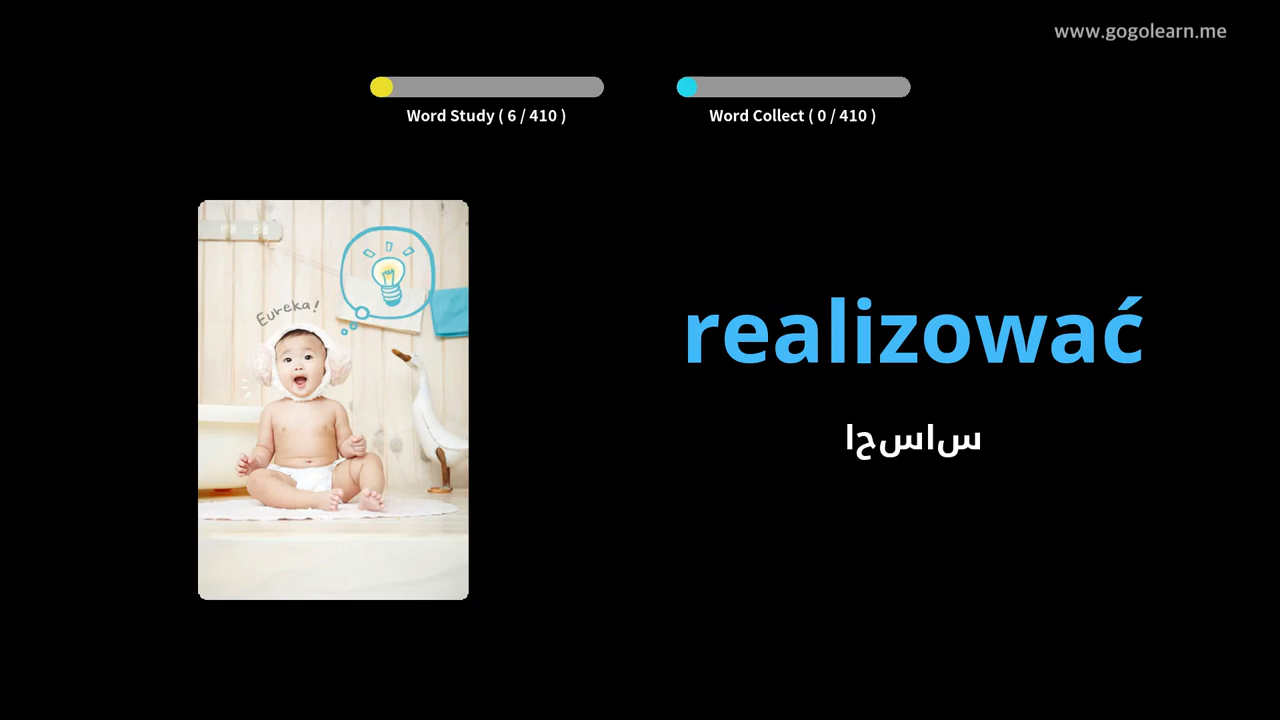 www.gogolearn.me
Word Study ( 6 / 410 )
Word Collect ( 0 / 410 )
Eureka!
realizować
ساسحا